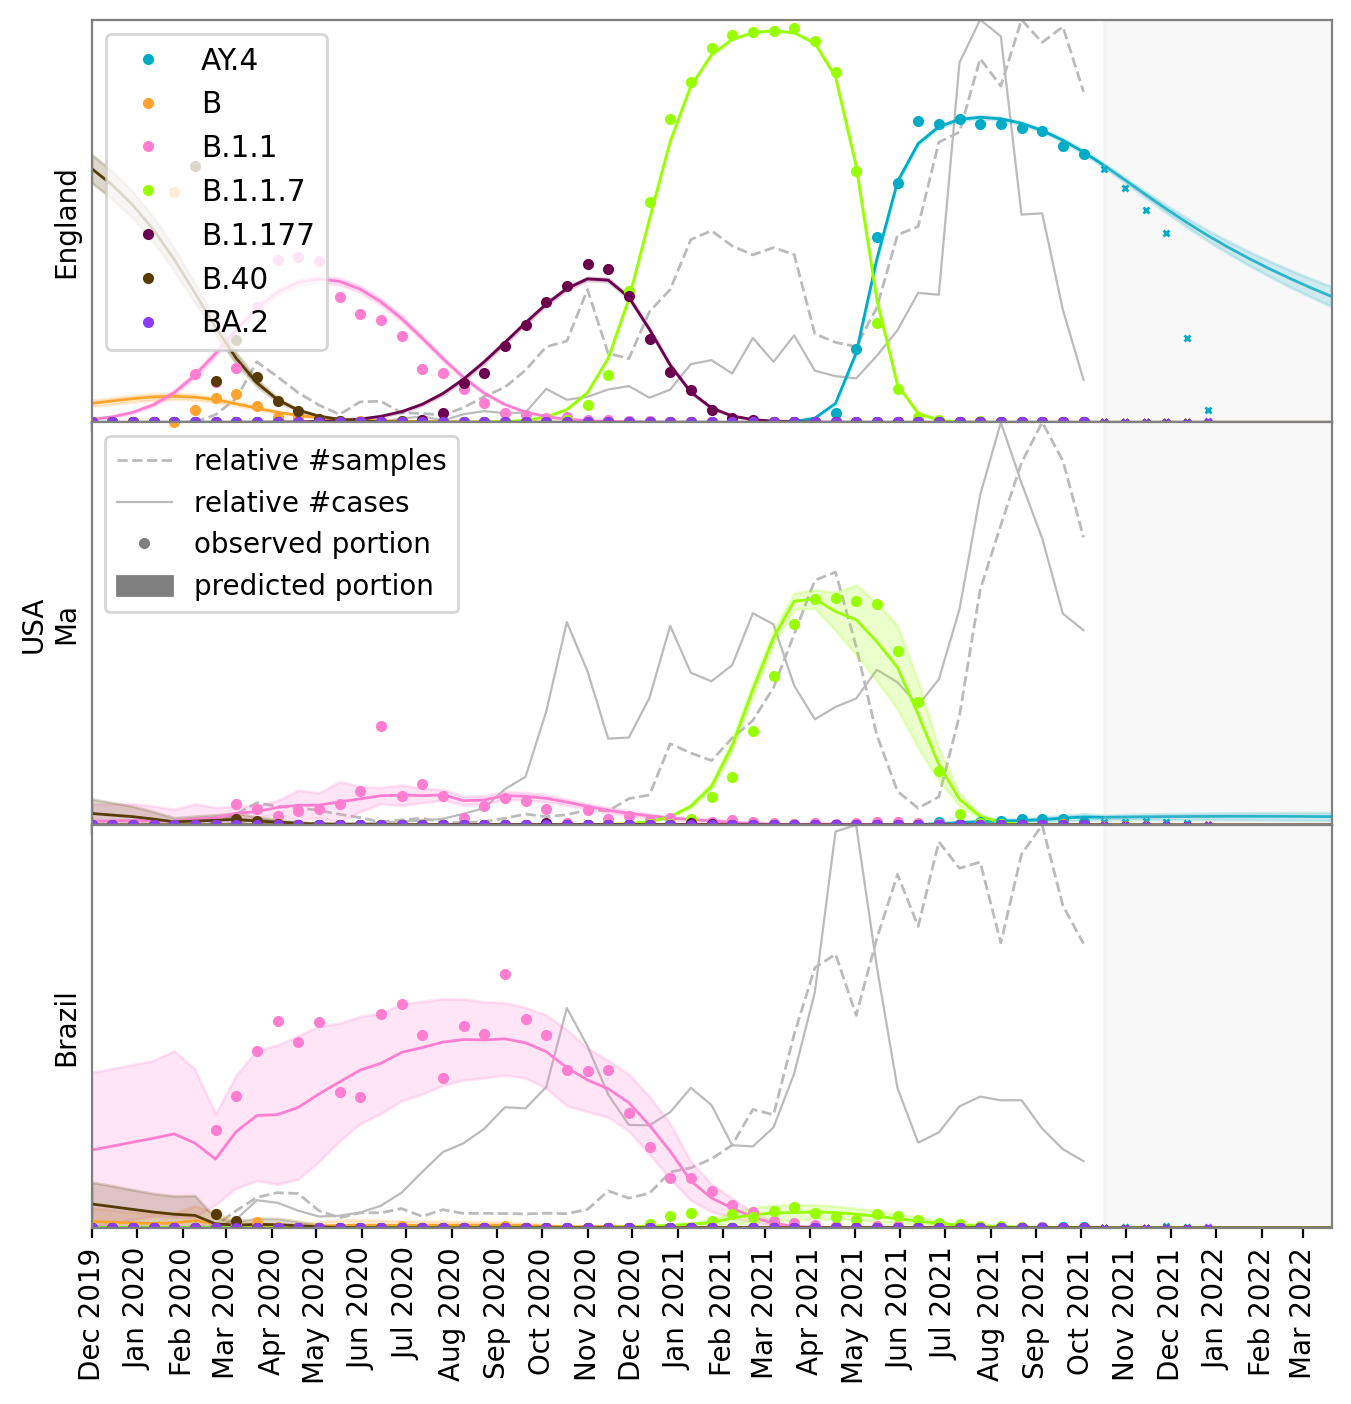 England
AY.4
B
B.1.1
B.1.1.7
B.1.177
B.40
BA.2
USA
Ma
relative #samples
relative #cases
observed portion
predicted portion
Brazil
Dec 2019
Jan 2020
Feb 2020
Mar 2020
Apr 2020
May 2020
Jun 2020
Jul 2020
Aug 2020
Sep 2020
Oct 2020
Nov 2020
Dec 2020
Jan 2021
Feb 2021
Mar 2021
Apr 2021
May 2021
Jun 2021
Jul 2021
Aug 2021
Sep 2021
Oct 2021
Nov 2021
Dec 2021
Jan 2022
Feb 2022
Mar 2022